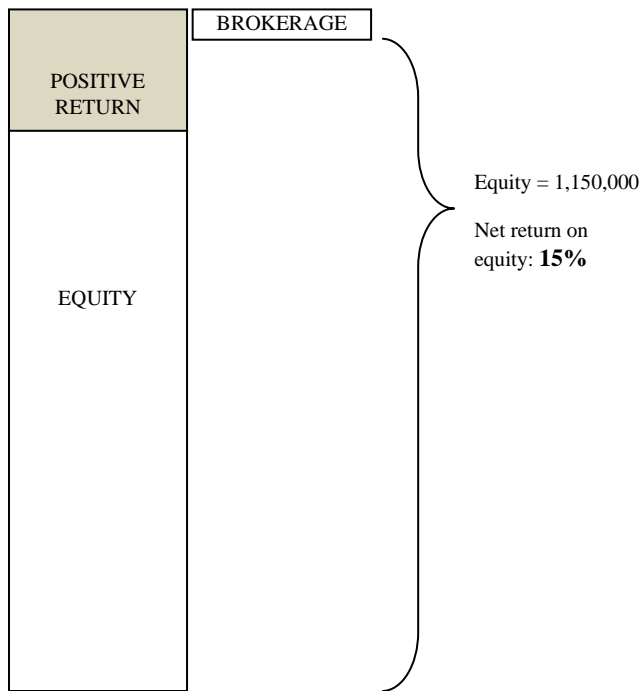 BROKERAGE
POSITIVE
RETURN
Equity = 1,150,000
Net return on
equity: 15%
EQUITY